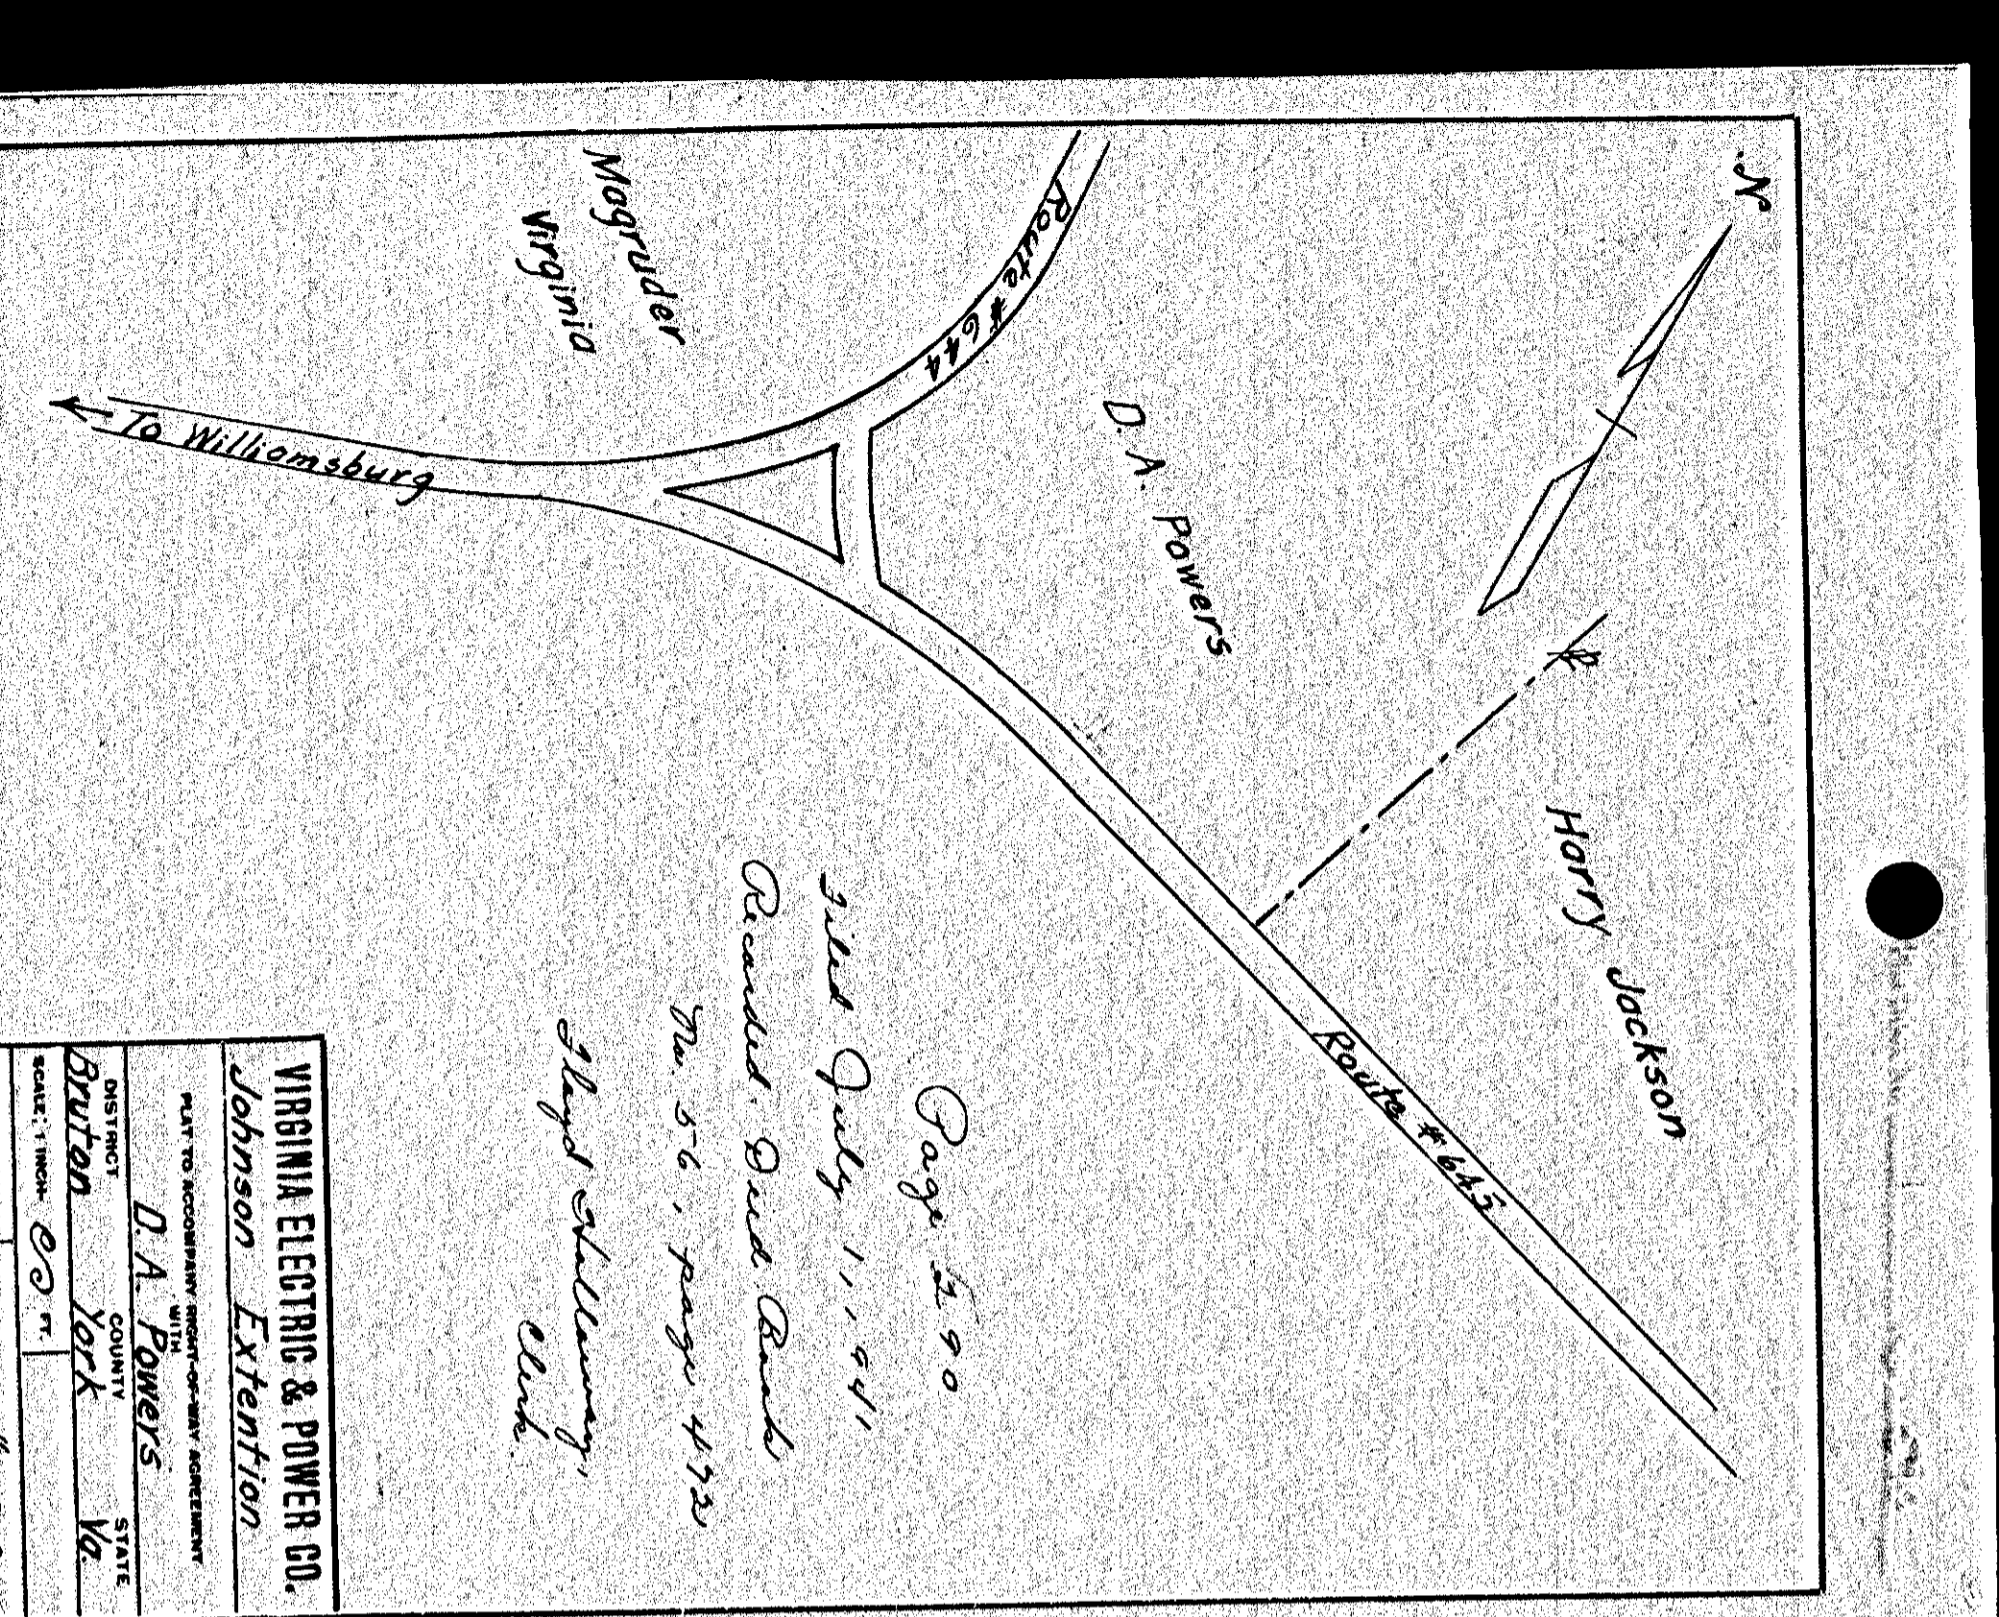 N
Harry Jackson
D. A. Powers
Route # 645
Route # 644
Magruder
Virginia
To Williamsburg
Page 290
Filed July 11, 1941
Recorded Deed Book
No. 56, page 472
Floyd Holloway,
Clerk.
VIRGINIA ELECTRIC & POWER CO.
Johnson Extention
PLAT TO ACCOMPANY RIGHT-OF-WAY AGREEMENT
WITH
D. A. Powers
DISTRICT COUNTY STATE
Bruton York Va.
SCALE: 1 INCH= FT.